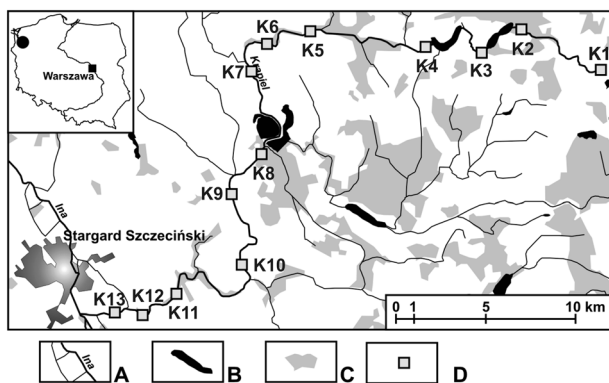 Warszawa
K6
K5
K2
K1
K4
K3
K7
Krąpiel
K8
K9
Ina
Stargard Szczeciński
K10
K13
K12
K11
0 1 5 10 km
Ina
A
B
C
D